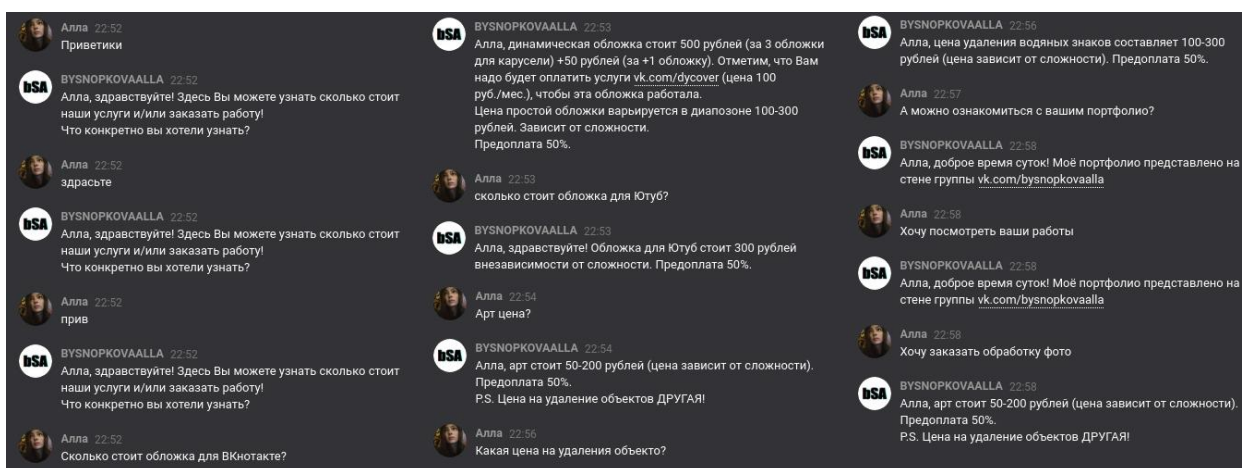 Алла 22:52
Приветики
bSA
BYSNOPKOVAALLA 22:52
Алла, здравствуйте! Здесь Вы можете узнать сколько стоит
наши услуги и/или заказать работу!
Что конкретно вы хотели узнать?
Алла 22:52
здрасьте
bSA
BYSNOPKOVAALLA 22:52
Алла, здравствуйте! Здесь Вы можете узнать сколько стоит
наши услуги и/или заказать работу!
Что конкретно вы хотели узнать?
Алла 22:52
прив
bSA
BYSNOPKOVAALLA 22:52
Алла, здравствуйте! Здесь Вы можете узнать сколько стоит
наши услуги и/или заказать работу!
Что конкретно вы хотели узнать?
Алла 22:52
Сколько стоит обложка для ВКнотакте?
bSA
BYSNOPKOVAALLA 22:53
Алла, динамическая обложка стоит 500 рублей (за 3 обложки
для карусели) +50 рублей (за +1 обложку). Отметим, что Вам
надо будет оплатить услуги vk.com/dycover (цена 100
руб./мес.), чтобы эта обложка работала.
Цена простой обложки варьируется в диапазоне 100-300
рублей. Зависит от сложности.
Предоплата 50%.
Алла 22:53
сколько стоит обложка для Ютуб?
bSA
BYSNOPKOVAALLA 22:53
Алла, здравствуйте! Обложка для Ютуб стоит 300 рублей
внезависимости от сложности. Предоплата 50%.
Алла 22:54
Арт цена?
bSA
BYSNOPKOVAALLA 22:54
Алла, арт стоит 50-200 рублей (цена зависит от сложности).
Предоплата 50%.
P.S. Цена на удаление объектов ДРУГАЯ!
Алла 22:56
Какая цена на удаления объекто?
bSA
BYSNOPKOVAALLA 22:56
Алла, цена удаления водяных знаков составляет 100-300
рублей (цена зависит от сложности). Предоплата 50%.
Алла 22:57
А можно ознакомиться с вашим портфолио?
bSA
BYSNOPKOVAALLA 22:58
Алла, доброе время суток! Моё портфолио представлено на
стене группы vk.com/bysnopkovaalla
Алла 22:58
Хочу посмотреть ваши работы
bSA
BYSNOPKOVAALLA 22:58
Алла, доброе время суток! Моё портфолио представлено на
стене группы vk.com/bysnopkovaalla
Алла 22:58
Хочу заказать обработку фото
bSA
BYSNOPKOVAALLA 22:58
Алла, арт стоит 50-200 рублей (цена зависит от сложности).
Предоплата 50%.
P.S. Цена на удаление объектов ДРУГАЯ!